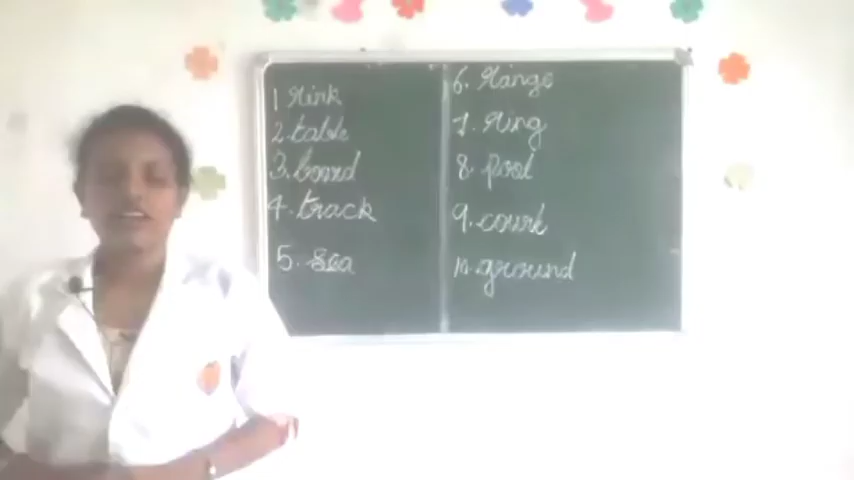 1 Rink
2. table
3. board
4. track
5. Sea
6. Range
7. Ring
8. pool
9. court
10. ground